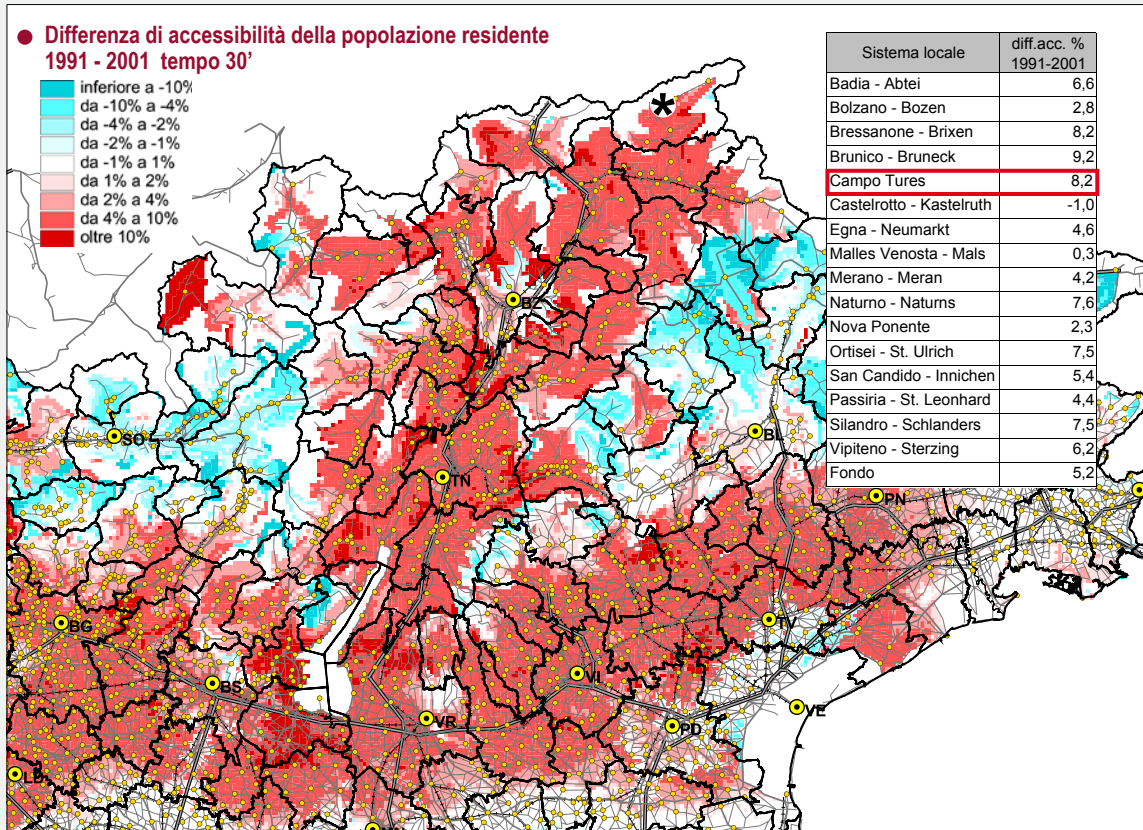 ● Differenza di accessibilità della popolazione residente
1991 - 2001 tempo 30'
inferiore a -10%
da -10% a -4%
da -4% a -2%
da -2% a -1%
da -1% a 1%
da 1% a 2%
da 2% a 4%
da 4% a 10%
oltre 10%
Sistema locale diff.acc. % 1991-2001
Badia - Abtei 6,6
Bolzano - Bozen 2,8
Bressanone - Brixen 8,2
Brunico - Bruneck 9,2
Campo Tures 8,2
Castelrotto - Kastelruth -1,0
Egna - Neumarkt 4,6
Malles Venosta - Mals 0,3
Merano - Meran 4,2
Naturno - Naturns 7,6
Nova Ponente 2,3
Ortisei - St. Ulrich 7,5
San Candido - Innichen 5,4
Passiria - St. Leonhard 4,4
Silandro - Schlanders 7,5
Vipiteno - Sterzing 6,2
Fondo 5,2
*
BZ
SO
BL
TN
PN
BG
TV
BS
VI
VR
PD
VE